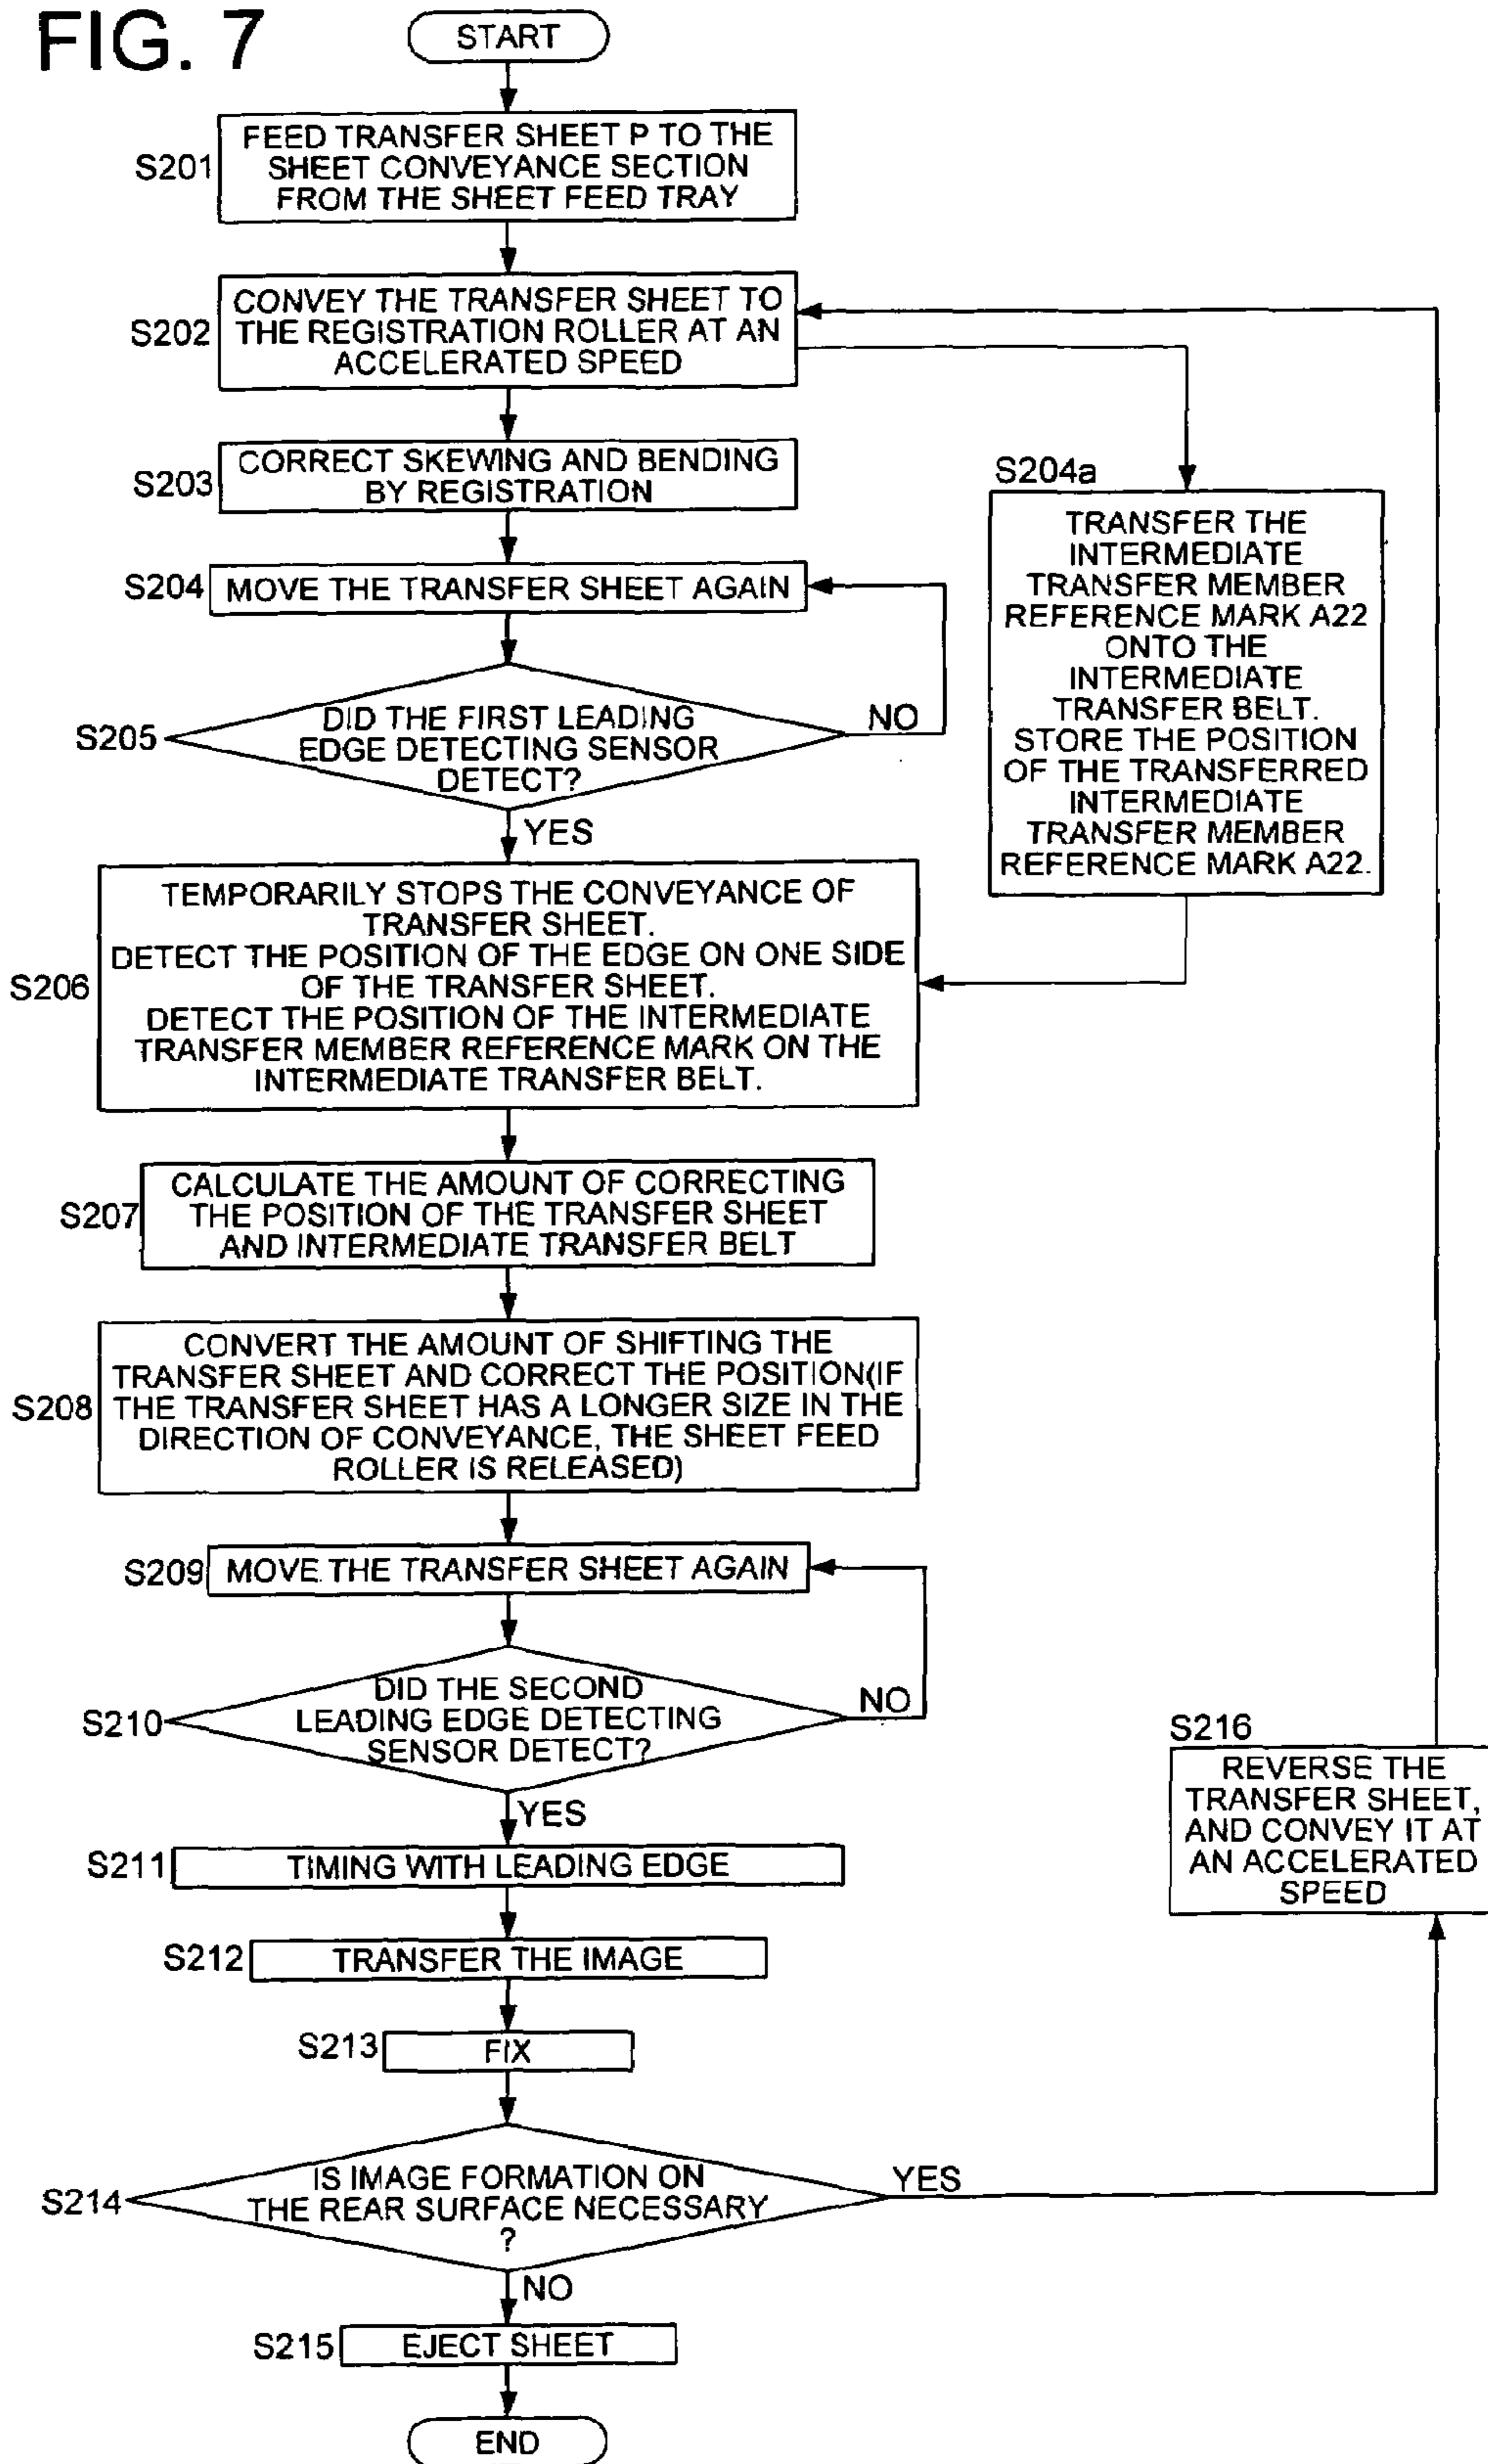 FIG. 7
START
S201
FEED TRANSFER SHEET P TO THE
SHEET CONVEYANCE SECTION
FROM THE SHEET FEED TRAY
S202
CONVEY THE TRANSFER SHEET TO
THE REGISTRATION ROLLER AT AN
ACCELERATED SPEED
S203
CORRECT SKEWING AND BENDING
BY REGISTRATION
S204a
TRANSFER THE
INTERMEDIATE
TRANSFER MEMBER
REFERENCE MARK A22
ONTO THE
INTERMEDIATE
TRANSFER BELT.
STORE THE POSITION
OF THE TRANSFERRED
INTERMEDIATE
TRANSFER MEMBER
REFERENCE MARK A22.
S204
MOVE THE TRANSFER SHEET AGAIN
S205
DID THE FIRST LEADING
EDGE DETECTING SENSOR
DETECT?
NO
YES
S206
TEMPORARILY STOPS THE CONVEYANCE OF
TRANSFER SHEET.
DETECT THE POSITION OF THE EDGE ON ONE SIDE
OF THE TRANSFER SHEET.
DETECT THE POSITION OF THE INTERMEDIATE
TRANSFER MEMBER REFERENCE MARK ON THE
INTERMEDIATE TRANSFER BELT.
S207
CALCULATE THE AMOUNT OF CORRECTING
THE POSITION OF THE TRANSFER SHEET
AND INTERMEDIATE TRANSFER BELT
S208
CONVERT THE AMOUNT OF SHIFTING THE
TRANSFER SHEET AND CORRECT THE POSITION(IF
THE TRANSFER SHEET HAS A LONGER SIZE IN THE
DIRECTION OF CONVEYANCE, THE SHEET FEED
ROLLER IS RELEASED)
S209
MOVE THE TRANSFER SHEET AGAIN
S210
DID THE SECOND
LEADING EDGE DETECTING
SENSOR DETECT?
NO
YES
S216
REVERSE THE
TRANSFER SHEET,
AND CONVEY IT AT
AN ACCELERATED
SPEED
S211
TIMING WITH LEADING EDGE
S212
TRANSFER THE IMAGE
S213
FIX
S214
IS IMAGE FORMATION ON
THE REAR SURFACE NECESSARY
?
YES
NO
S215
EJECT SHEET
END